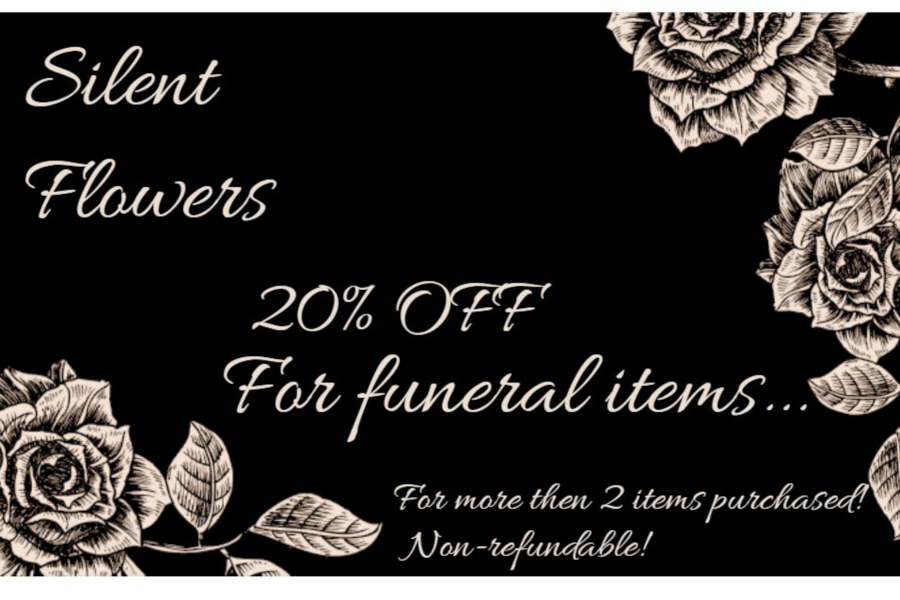 Silent
Flowers
20% OFF
For funeral items...
For more then 2 items purchased!
Non-refundable!